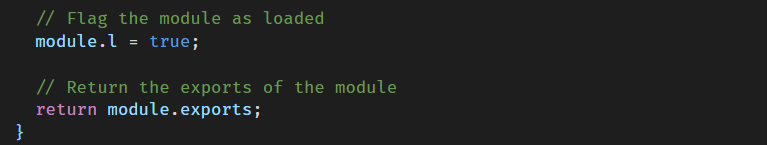 // Flag the module as loaded
module.l = true;
// Return the exports of the module
return module.exports;
}